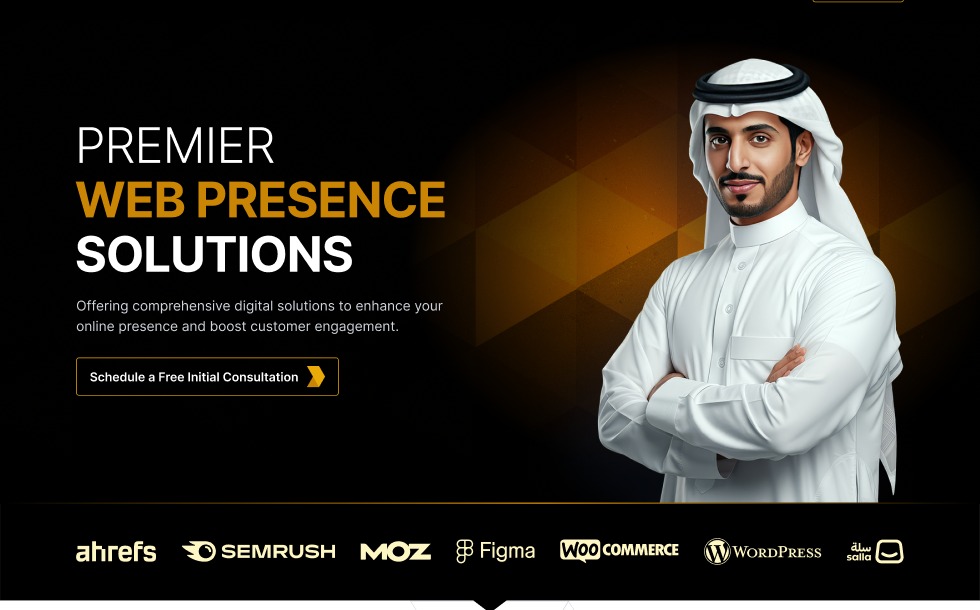 PREMIER
WEB PRESENCE
SOLUTIONS
Offering comprehensive digital solutions to enhance your
online presence and boost customer engagement.
Schedule a Free Initial Consultation
ahrefs
SEMRUSH
MOZ
Figma
WOO COMMERCE
WORDPRESS
سلة
salla